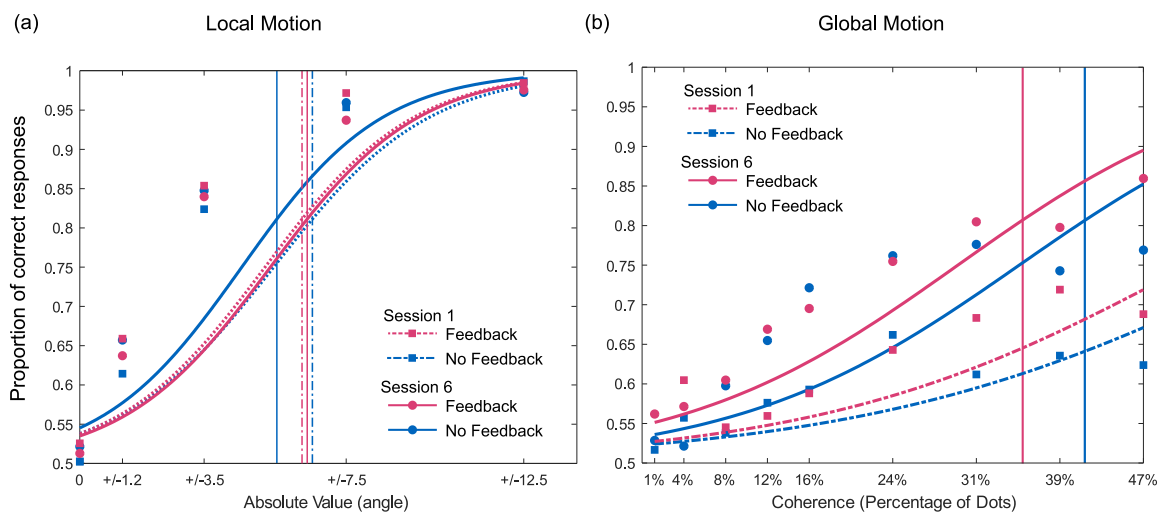 (a)
Local Motion
Proportion of correct responses
1
0.95
0.9
0.85
0.8
0.75
0.7
0.65
0.6
0.55
0.5
Session 1
Feedback
No Feedback
Session 6
Feedback
No Feedback
0
+/-1.2
+/-3.5
+/-7.5
+/-12.5
Absolute Value (angle)
(b)
Global Motion
1
0.95
0.9
0.85
0.8
0.75
0.7
0.65
0.6
0.55
0.5
Session 1
Feedback
No Feedback
Session 6
Feedback
No Feedback
1%
4%
8%
12%
16%
24%
31%
39%
47%
Coherence (Percentage of Dots)